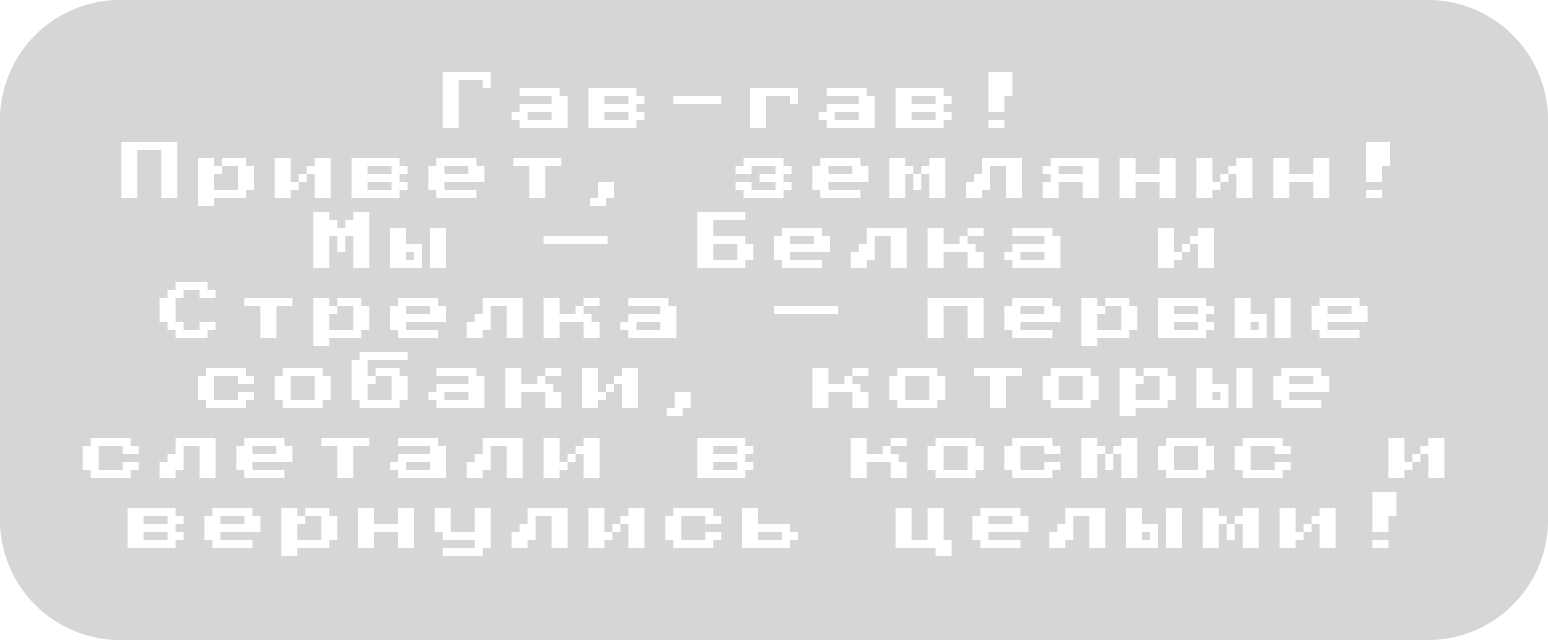 Гав-гав!
Привет, землянин!
Мы — Белка и
Стрелка — первые
собаки, которые
слетали в космос и
вернулись целыми!